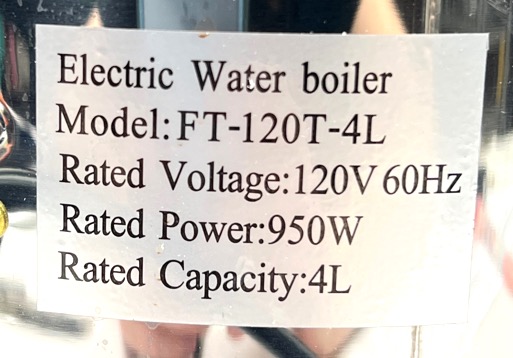 Electric Water boiler
Model:FT-120T-4L
Rated Voltage:120V 60Hz
Rated Power:950W
Rated Capacity:4L